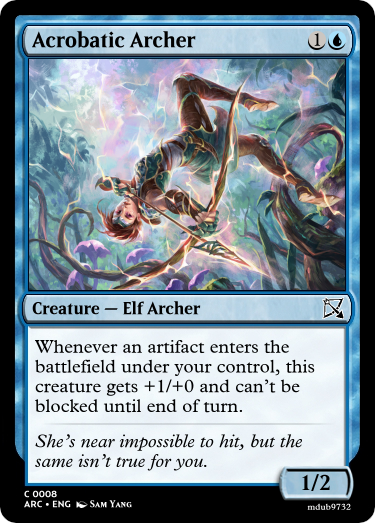 Acrobatic Archer 1
Creature — Elf Archer
Whenever an artifact enters the
battlefield under your control, this
creature gets +1/+0 and can't be
blocked until end of turn.
She's near impossible to hit, but the
same isn't true for you.
1/2
C 0008
ARC • ENG Sam Yang
mdub9732